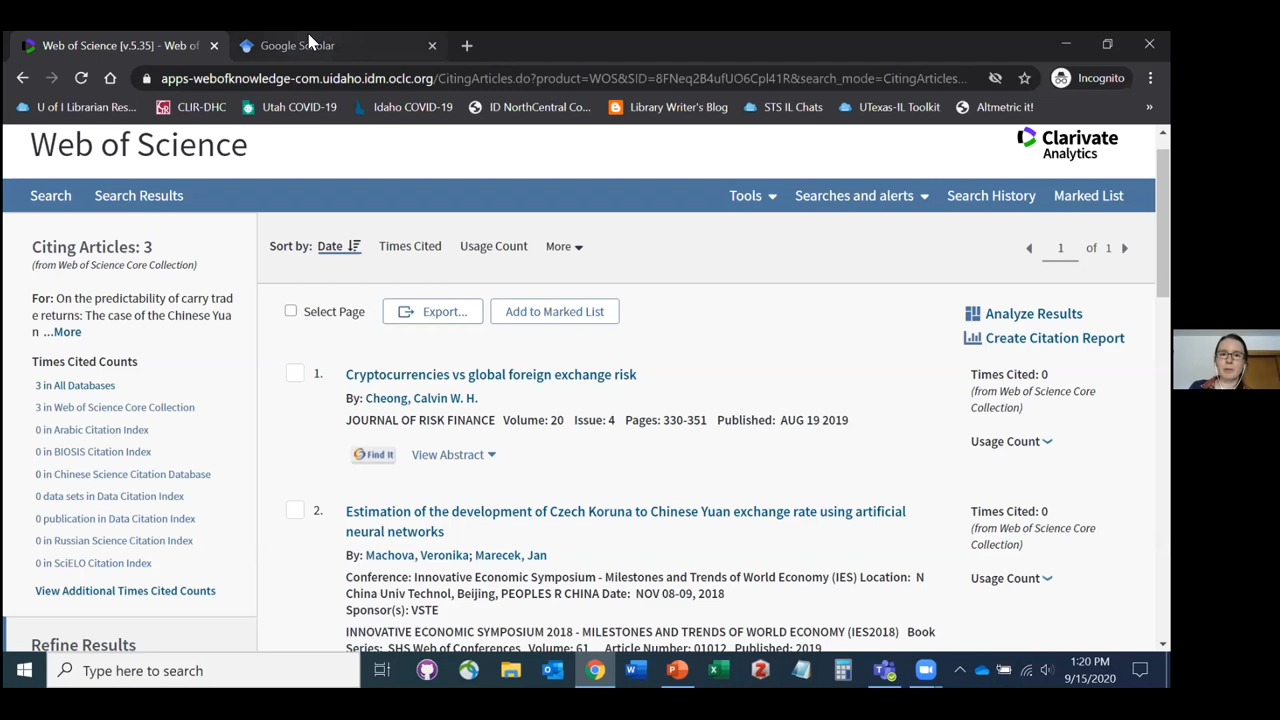 Web of Science [v.5.35] - Web of
Google Scholar
apps-webofknowledge-com.uidaho.idm.oclc.org/CitingArticles.do?product=WOS&SID=8FNeq2B4ufUO6Cpl41R&search_mode=CitingArticles...
Incognito
U of I Librarian Res...
CLIR-DHC
Utah COVID-19
Idaho COVID-19
ID NorthCentral Co...
Library Writer's Blog
STS IL Chats
UTexas-IL Toolkit
Altmetric it!
»
Web of Science
Clarivate
Analytics
Search
Search Results
Tools
Searches and alerts
Search History
Marked List
Citing Articles: 3
(from Web of Science Core Collection)
For: On the predictability of carry trad
e returns: The case of the Chinese Yua
n ...More
Times Cited Counts
3 in All Databases
3 in Web of Science Core Collection
0 in Arabic Citation Index
0 in BIOSIS Citation Index
0 in Chinese Science Citation Database
0 data sets in Data Citation Index
0 publication in Data Citation Index
0 in Russian Science Citation Index
0 in SciELO Citation Index
View Additional Times Cited Counts
Refine Results
Sort by: Date
Times Cited
Usage Count
More
1 of 1
Select Page
Export...
Add to Marked List
Analyze Results
Create Citation Report
1.
Cryptocurrencies vs global foreign exchange risk
By: Cheong, Calvin W. H.
JOURNAL OF RISK FINANCE Volume: 20 Issue: 4 Pages: 330-351 Published: AUG 19 2019
Find It
View Abstract
Times Cited: 0
(from Web of Science Core
Collection)
Usage Count
2.
Estimation of the development of Czech Koruna to Chinese Yuan exchange rate using artificial
neural networks
By: Machova, Veronika; Marecek, Jan
Conference: Innovative Economic Symposium - Milestones and Trends of World Economy (IES) Location: N
China Univ Technol, Beijing, PEOPLES R CHINA Date: NOV 08-09, 2018
Sponsor(s): VSTE
INNOVATIVE ECONOMIC SYMPOSIUM 2018 - MILESTONES AND TRENDS OF WORLD ECONOMY (IES2018) Book
Series: SHS Web of Conferences Volume: 61 Article Number: 01012 Published: 2019
Times Cited: 0
(from Web of Science Core
Collection)
Usage Count
Type here to search
1:20 PM
9/15/2020